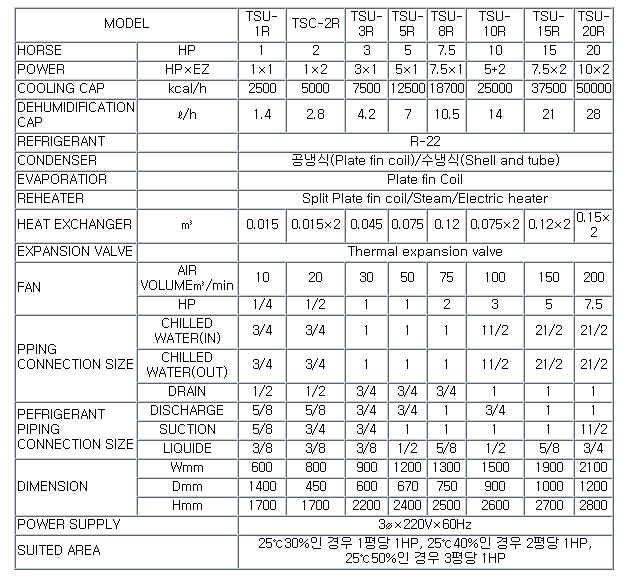 MODEL TSU-1R TSC-2R TSU-3R TSU-5R TSU-8R TSU-10R TSU-15R TSU-20R
HORSE HP 1 2 3 5 7.5 10 15 20
POWER HP×EZ 1×1 1×2 3×1 5×1 7.5×1 5+2 7.5×2 10×2
COOLING CAP kcal/h 2500 5000 7500 12500 18700 25000 37500 50000
DEHUMIDIFICATION CAP ℓ/h 1.4 2.8 4.2 7 10.5 14 21 28
REFRIGERANT R-22
CONDENSER 공냉식(Plate fin coil)/수냉식(Shell and tube)
EVAPORATIOR Plate fin Coil
REHEATER Split Plate fin coil/Steam/Electric heater
HEAT EXCHANGER ㎥ 0.015 0.015×2 0.045 0.075 0.12 0.075×2 0.12×2 0.15×2
EXPANSION VALVE Thermal expansion valve
FAN AIR VOLUME㎥/min 10 20 30 50 75 100 150 200
HP 1/4 1/2 1 1 2 3 5 7.5
PPING CONNECTION SIZE CHILLED WATER(IN) 3/4 3/4 1 1 1 11/2 21/2 21/2
CHILLED WATER(OUT) 3/4 3/4 1 1 1 11/2 21/2 21/2
DRAIN 1/2 1/2 3/4 3/4 3/4 1 1 1
PEFRIGERANT PIPING CONNECTION SIZE DISCHARGE 5/8 5/8 3/4 3/4 1 3/4 1 1
SUCTION 5/8 3/4 3/4 1 1 1 1 11/2
LIQUIDE 3/8 3/8 3/8 1/2 5/8 1/2 5/8 3/4
DIMENSION Wmm 600 800 900 1200 1300 1500 1900 2100
Dmm 1400 450 600 670 750 900 1000 1200
Hmm 1700 1700 2200 2400 2500 2600 2700 2800
POWER SUPPLY 3ø×220V×60Hz
SUITED AREA 25℃30%인 경우 1평당 1HP, 25℃40%인 경우 2평당 1HP,
25℃50%인 경우 3평당 1HP